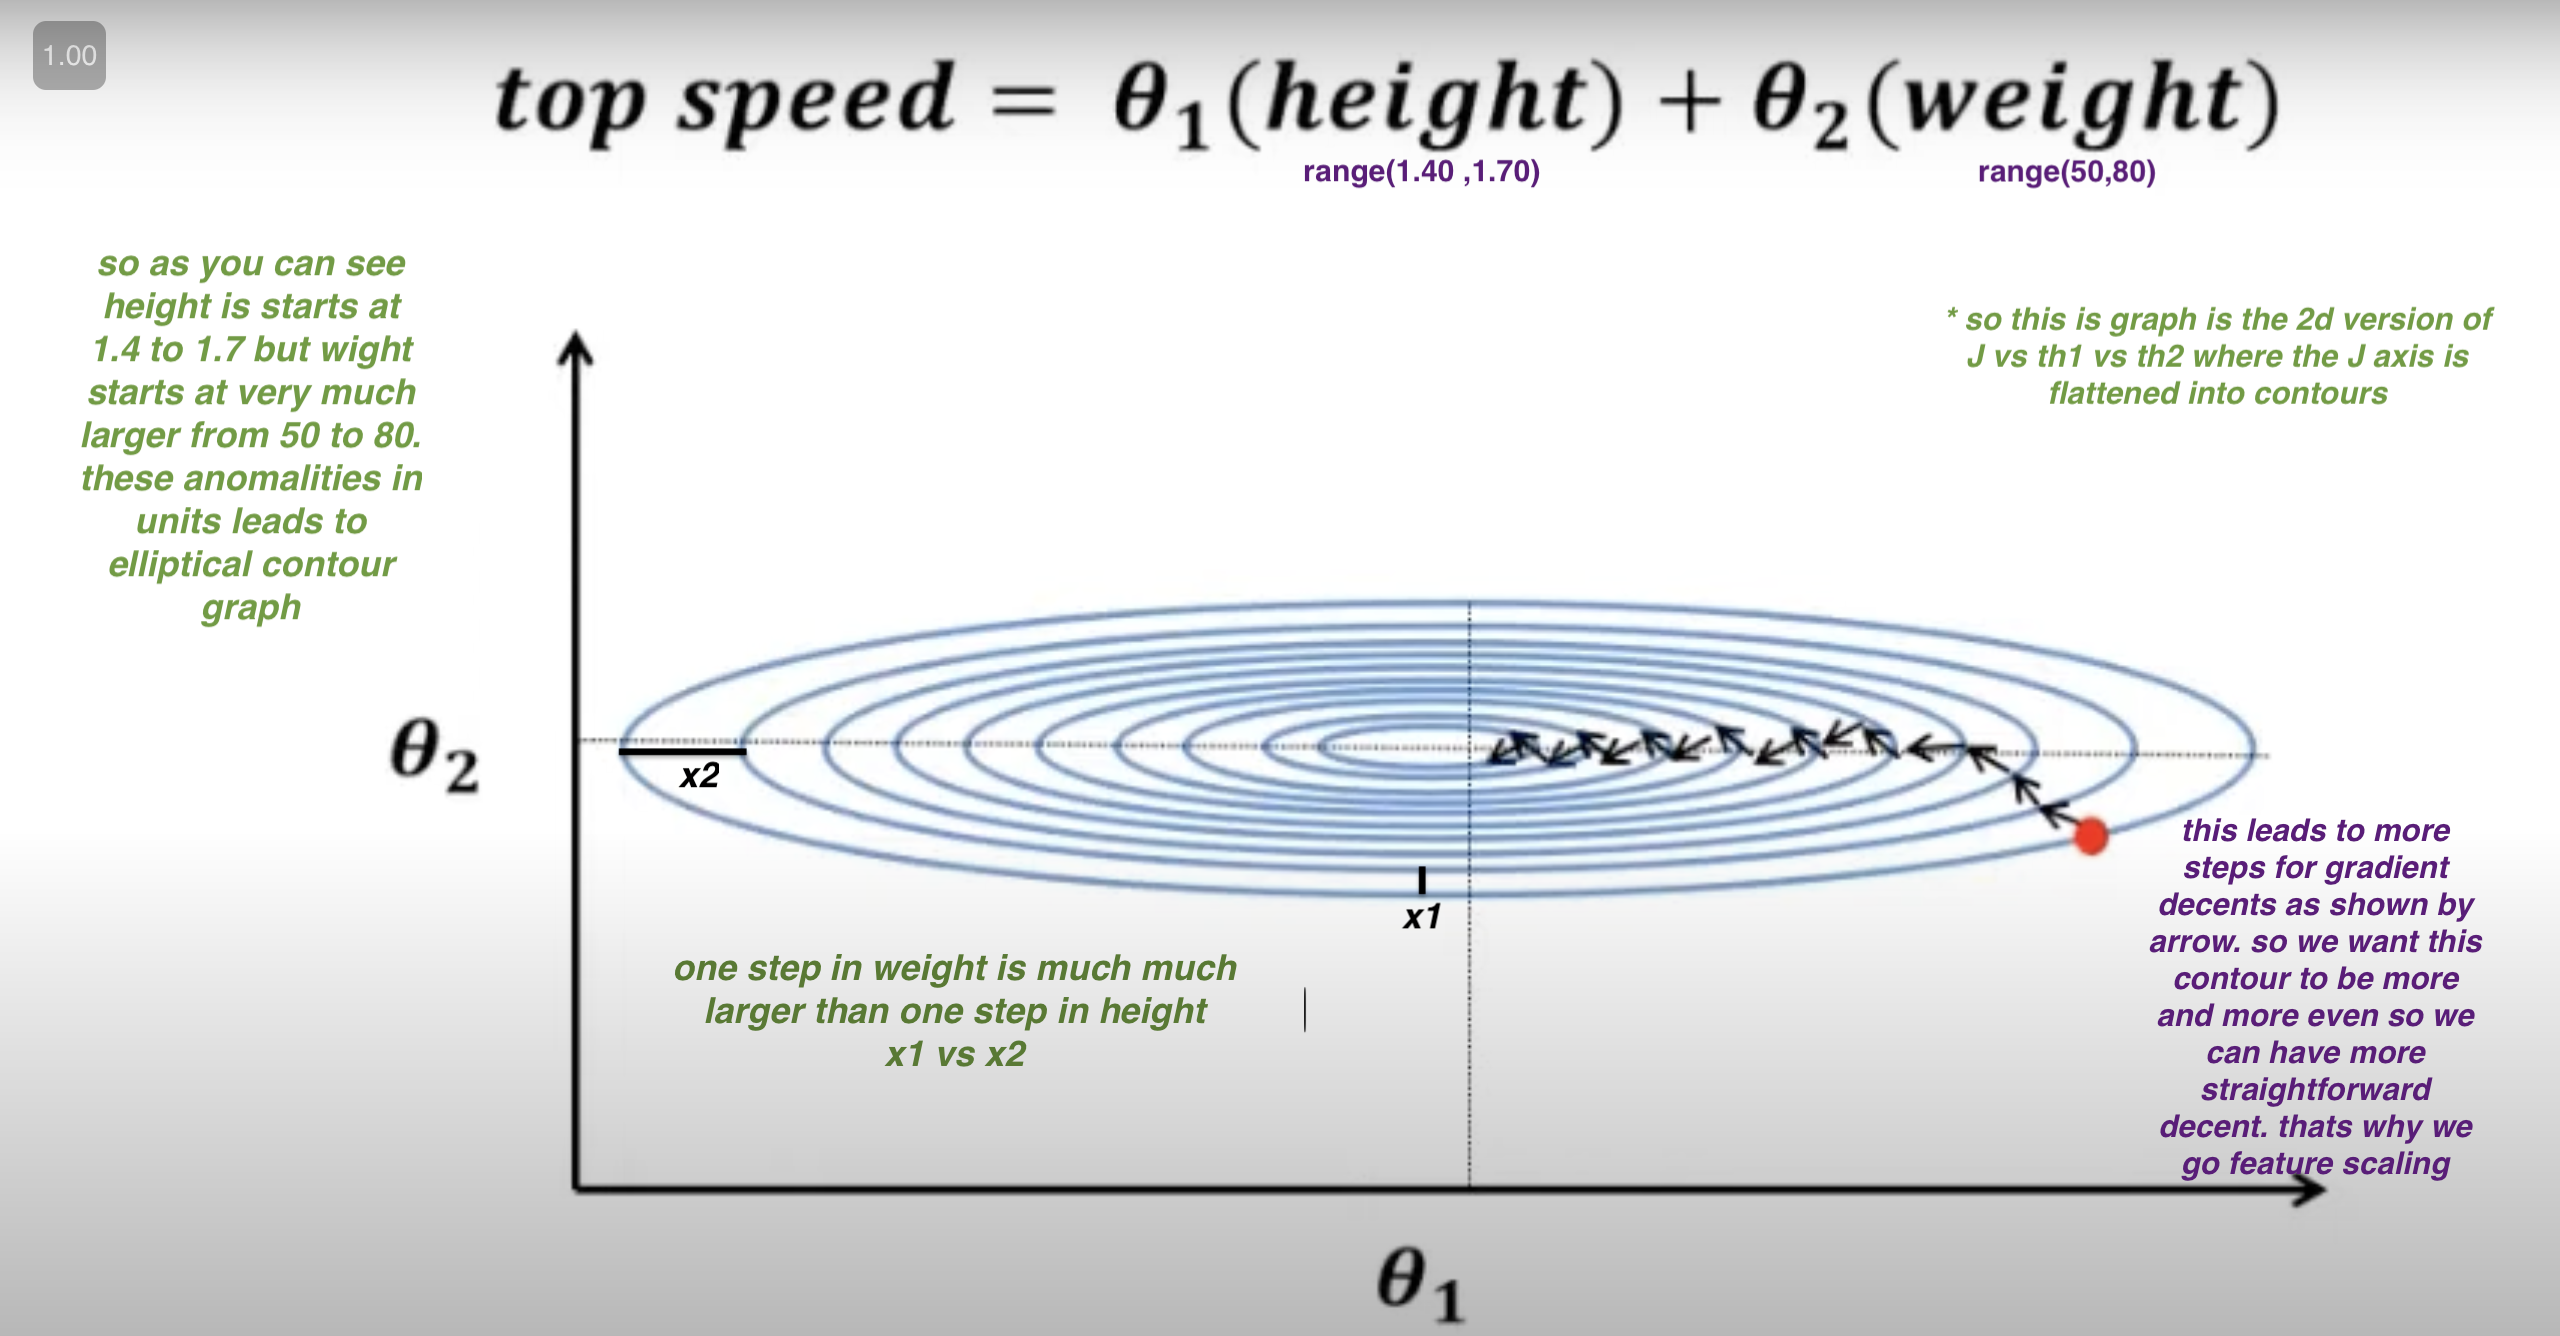 1.00
top speed = θ₁(height) + θ₂(weight)
range(1.40 ,1.70)
range(50,80)
so as you can see
height is starts at
1.4 to 1.7 but wight
starts at very much
larger from 50 to 80.
these anomalities in
units leads to
elliptical contour
graph
* so this is graph is the 2d version of
J vs th1 vs th2 where the J axis is
flattened into contours
θ₂
x2
x1
one step in weight is much much
larger than one step in height
x1 vs x2
this leads to more
steps for gradient
decents as shown by
arrow. so we want this
contour to be more
and more even so we
can have more
straightforward
decent. thats why we
go feature scaling
θ₁